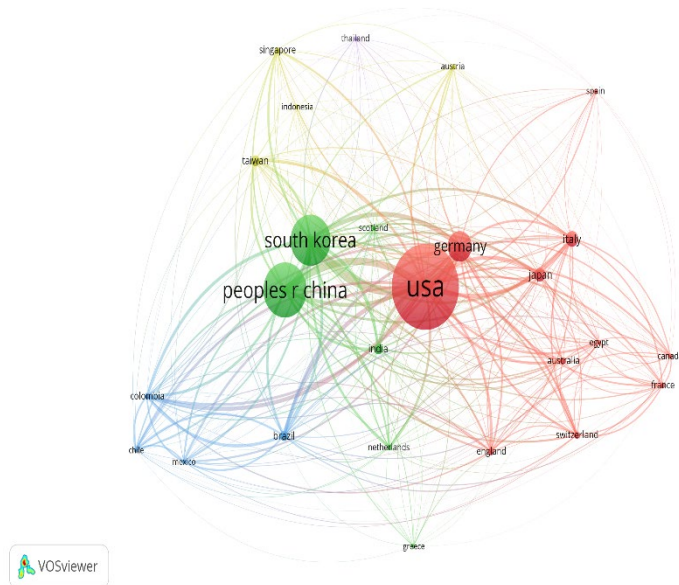 thailand
singapore
austria
spain
indonesia
taiwan
scotland
south korea
germany
italy
japan
peoples r china
usa
egypt
india
canad
australia
france
colombia
brazil
switzerland
chile
netherlands
england
mexico
greece
VOSviewer